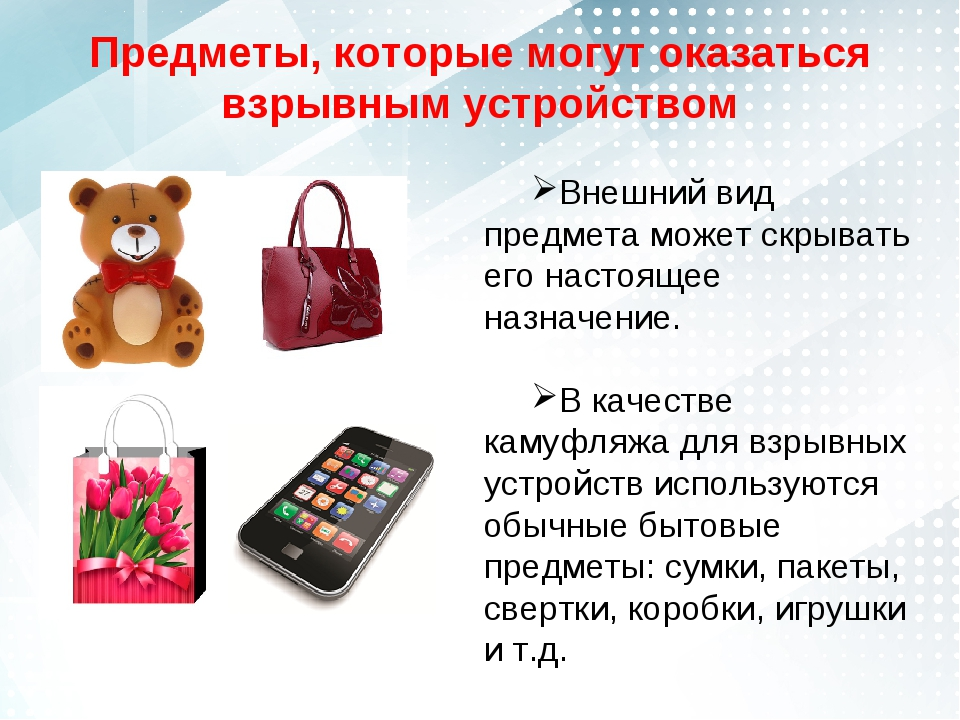 Предметы, которые могут оказаться
взрывным устройством
➢Внешний вид
предмета может скрывать
его настоящее
назначение.
➢В качестве
камуфляжа для взрывных
устройств используются
обычные бытовые
предметы: сумки, пакеты,
свертки, коробки, игрушки
и т.д.